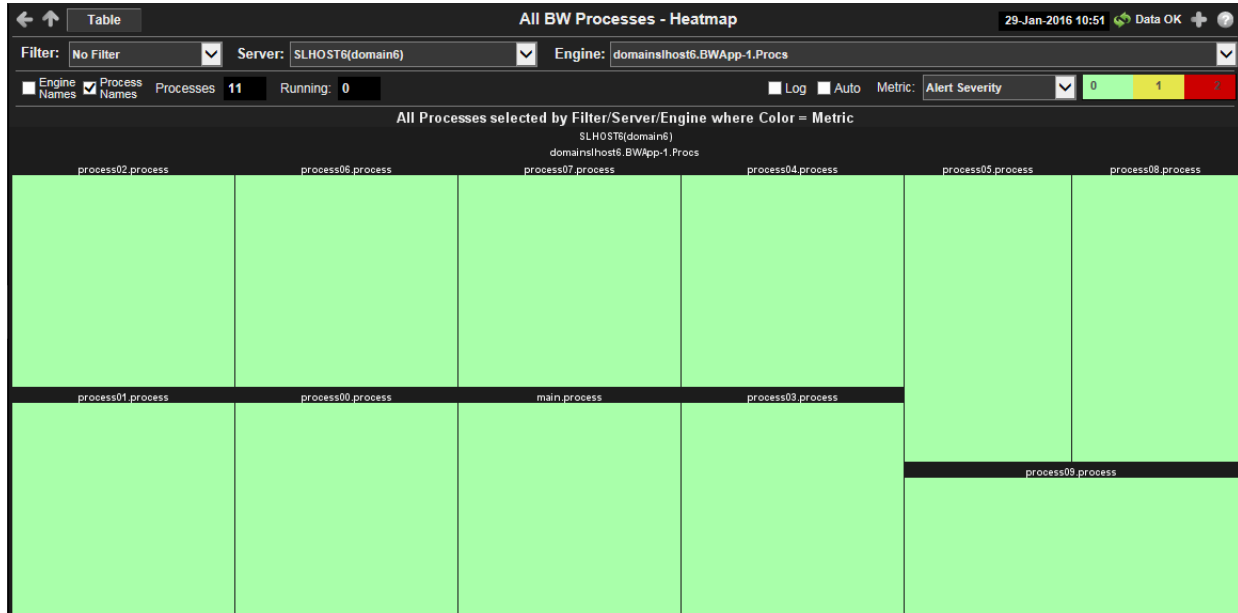 Table All BW Processes - Heatmap 29-Jan-2016 10:51 Data OK ?
Filter: No Filter Server: SLHOST6(domain6) Engine: domainslhost6.BWApp-1.Procs
Engine Names Process Names Processes 11 Running: 0 Log Auto Metric: Alert Severity 0 1 2
All Processes selected by Filter/Server/Engine where Color = Metric
SLHOST6(domain6)
domainslhost6.BWApp-1.Procs
process02.process process06.process process07.process process04.process process05.process process08.process
process01.process process00.process main.process process03.process
process09.process